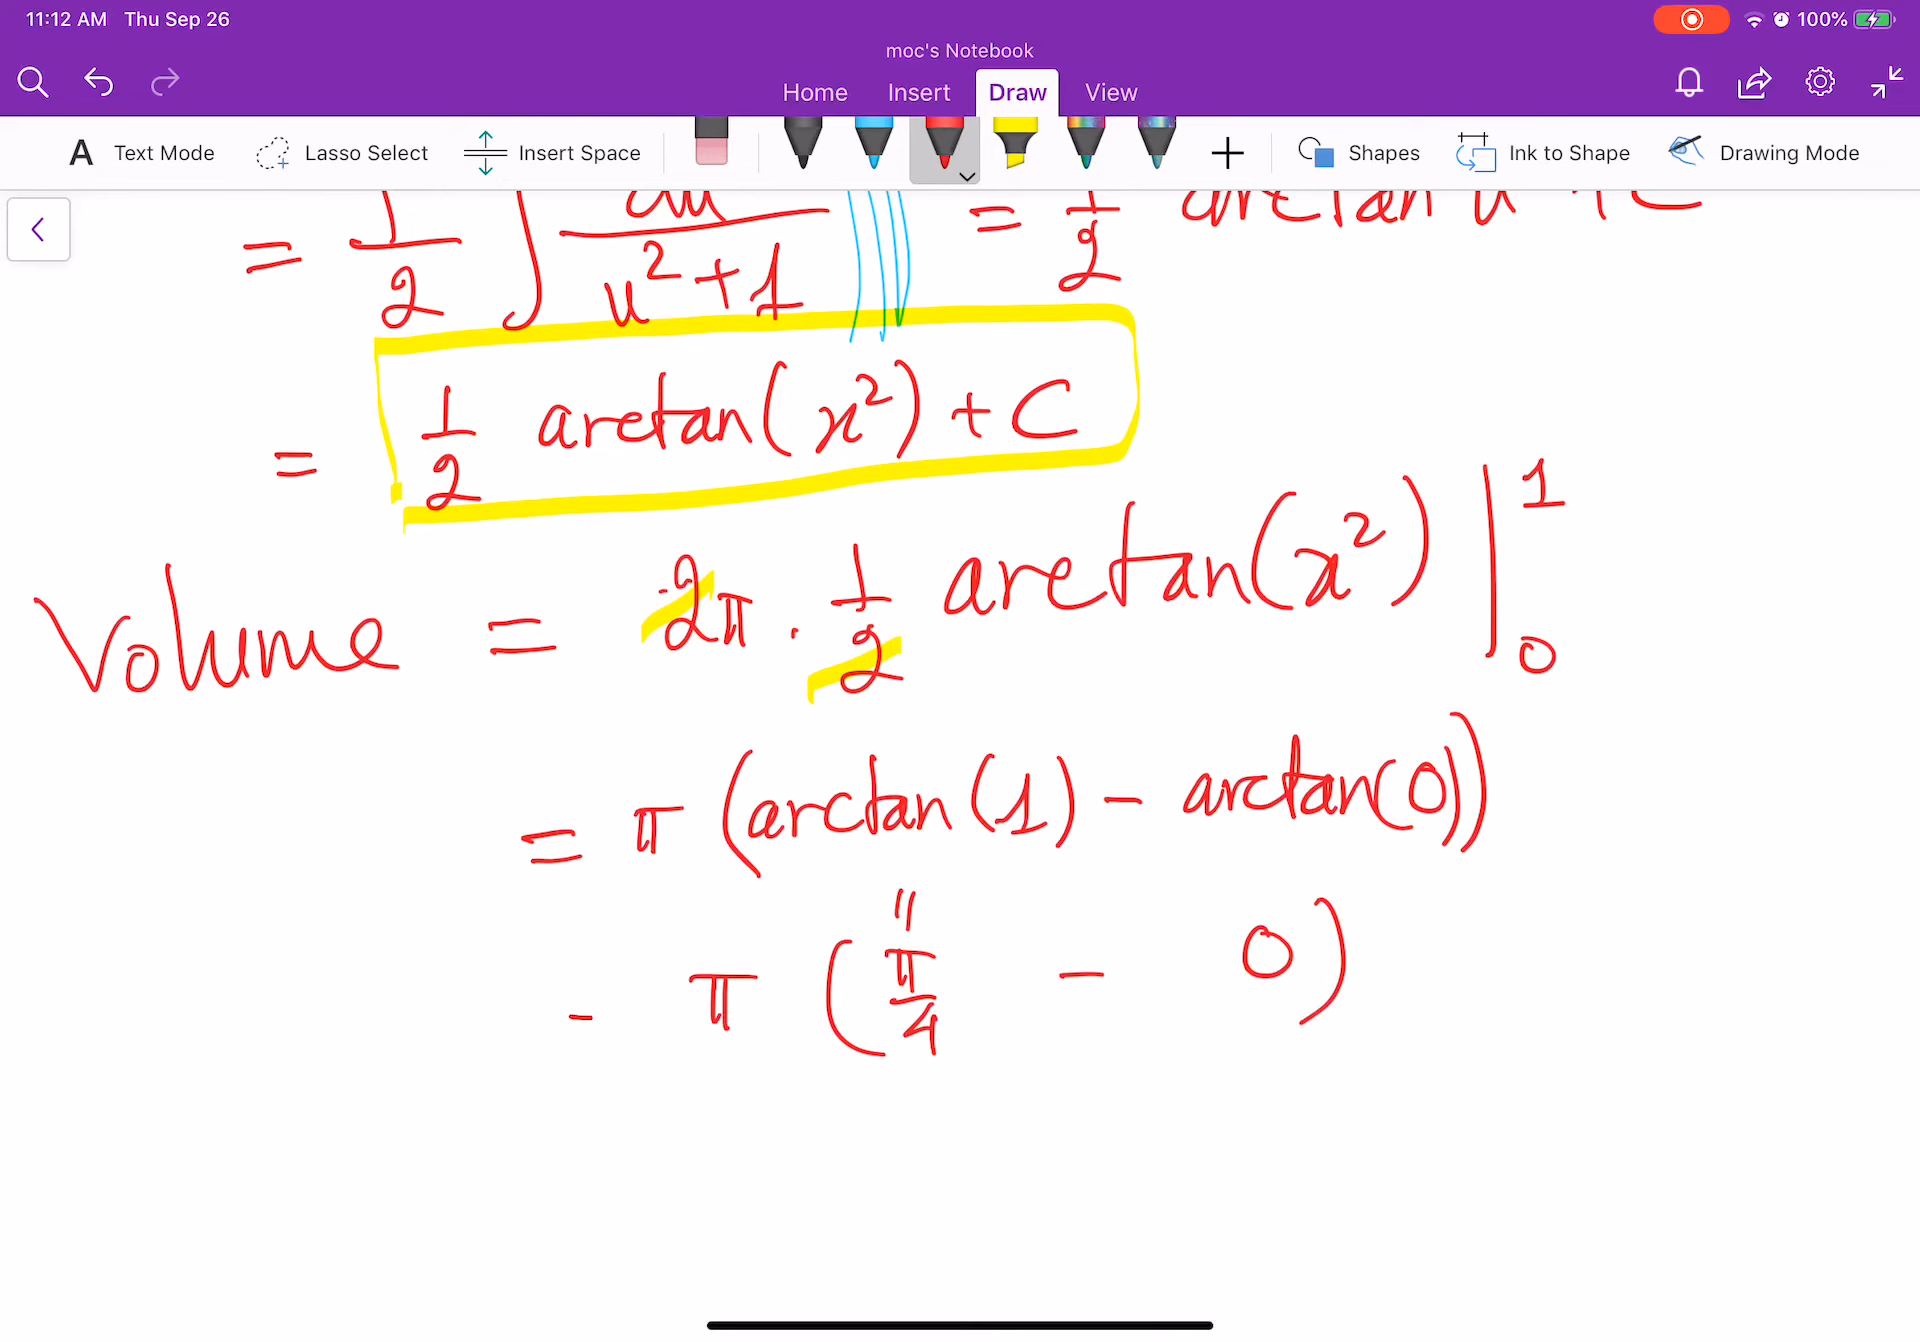 11:12 AM Thu Sep 26 100%
moc's Notebook
Home Insert Draw View
A Text Mode Lasso Select Insert Space Shapes Ink to Shape Drawing Mode
= 1/2 ∫ du/(u²+1) = 1/2 arctan u + C
= 1/2 arctan(x²) + C
Volume = 2π · 1/2 arctan(x²) |₀¹
= π (arctan(1) - arctan(0))
"
- π (π/4 - 0)